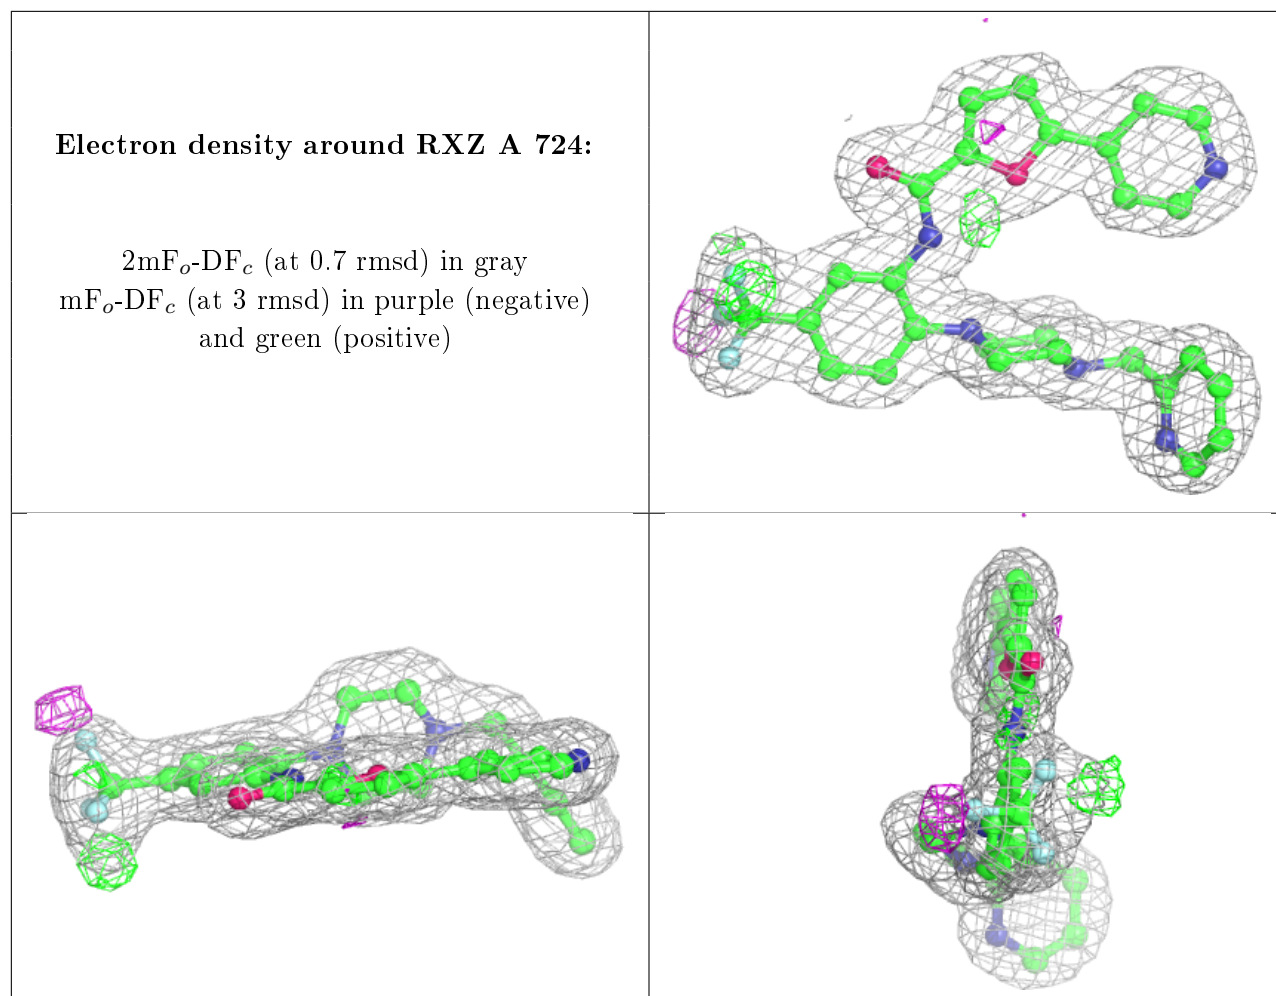 Electron density around RXZ A 724:
2mFo-DFc (at 0.7 rmsd) in gray
mFo-DFc (at 3 rmsd) in purple (negative)
and green (positive)